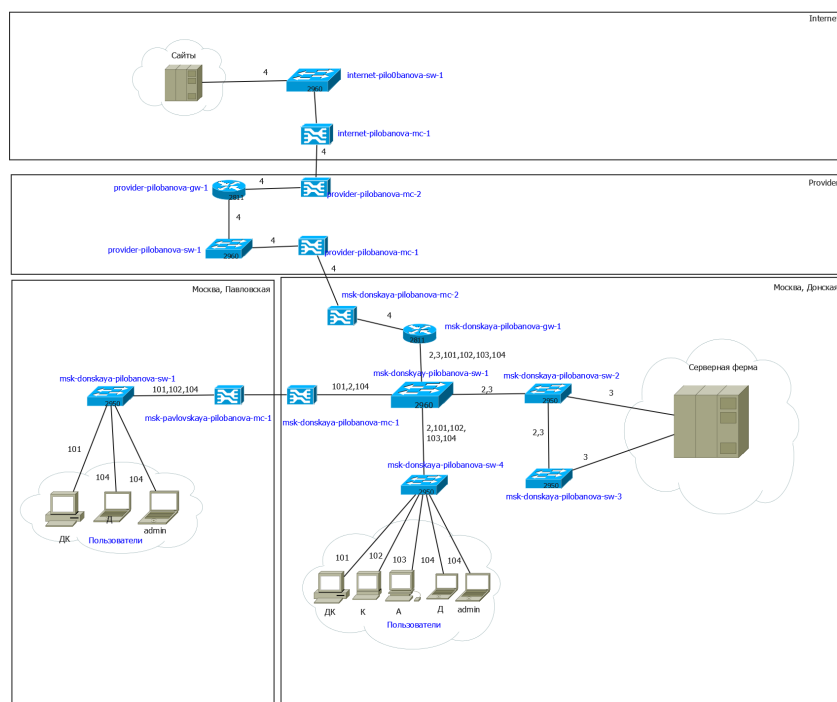 Internet
Сайты
4
internet-pilo0banova-sw-1
2960
internet-pilobanova-mc-1
4
Provider
provider-pilobanova-gw-1
4
2811
provider-pilobanova-mc-2
4
provider-pilobanova-sw-1
4
2960
provider-pilobanova-mc-1
4
Москва, Павловская
Москва, Донская
msk-donskaya-pilobanova-mc-2
4
msk-donskaya-pilobanova-gw-1
2811
2,3,101,102,103,104
Серверная ферма
msk-donskaya-pilobanova-sw-1
msk-donskyay-pilobanova-sw-1
msk-donskaya-pilobanova-sw-2
2950
101,102,104
101,2,104
2960
2,3
2950
3
msk-pavlovskaya-pilobanova-mc-1
msk-donskaya-pilobanova-mc-1
2,101,102,
103,104
2,3
101
3
msk-donskaya-pilobanova-sw-4
104
104
2950
2950
msk-donskaya-pilobanova-sw-3
Д
admin
ДК
Пользователи
101
102
103
104
104
ДК
К
А
Д
admin
Пользователи